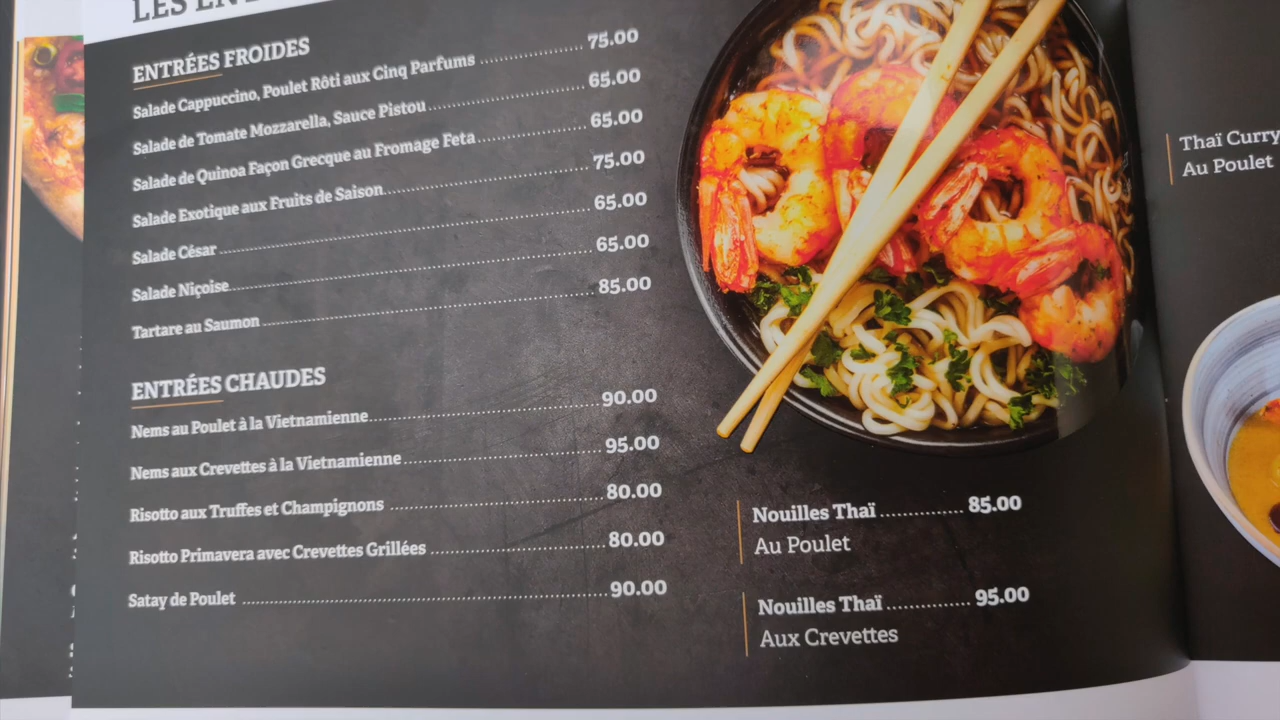 LES EN
ENTRÉES FROIDES
Salade Cappuccino, Poulet Rôti aux Cinq Parfums 75.00
Salade de Tomate Mozzarella, Sauce Pistou 65.00
Salade de Quinoa Façon Grecque au Fromage Feta 65.00
Salade Exotique aux Fruits de Saison 75.00
Salade César 65.00
Salade Niçoise 65.00
Tartare au Saumon 85.00
ENTRÉES CHAUDES
Nems au Poulet à la Vietnamienne 90.00
Nems aux Crevettes à la Vietnamienne 95.00
Risotto aux Truffes et Champignons 80.00
Risotto Primavera avec Crevettes Grillées 80.00
Satay de Poulet 90.00
Nouilles Thaï 85.00
Au Poulet
Nouilles Thaï 95.00
Aux Crevettes
Thaï Curry
Au Poulet